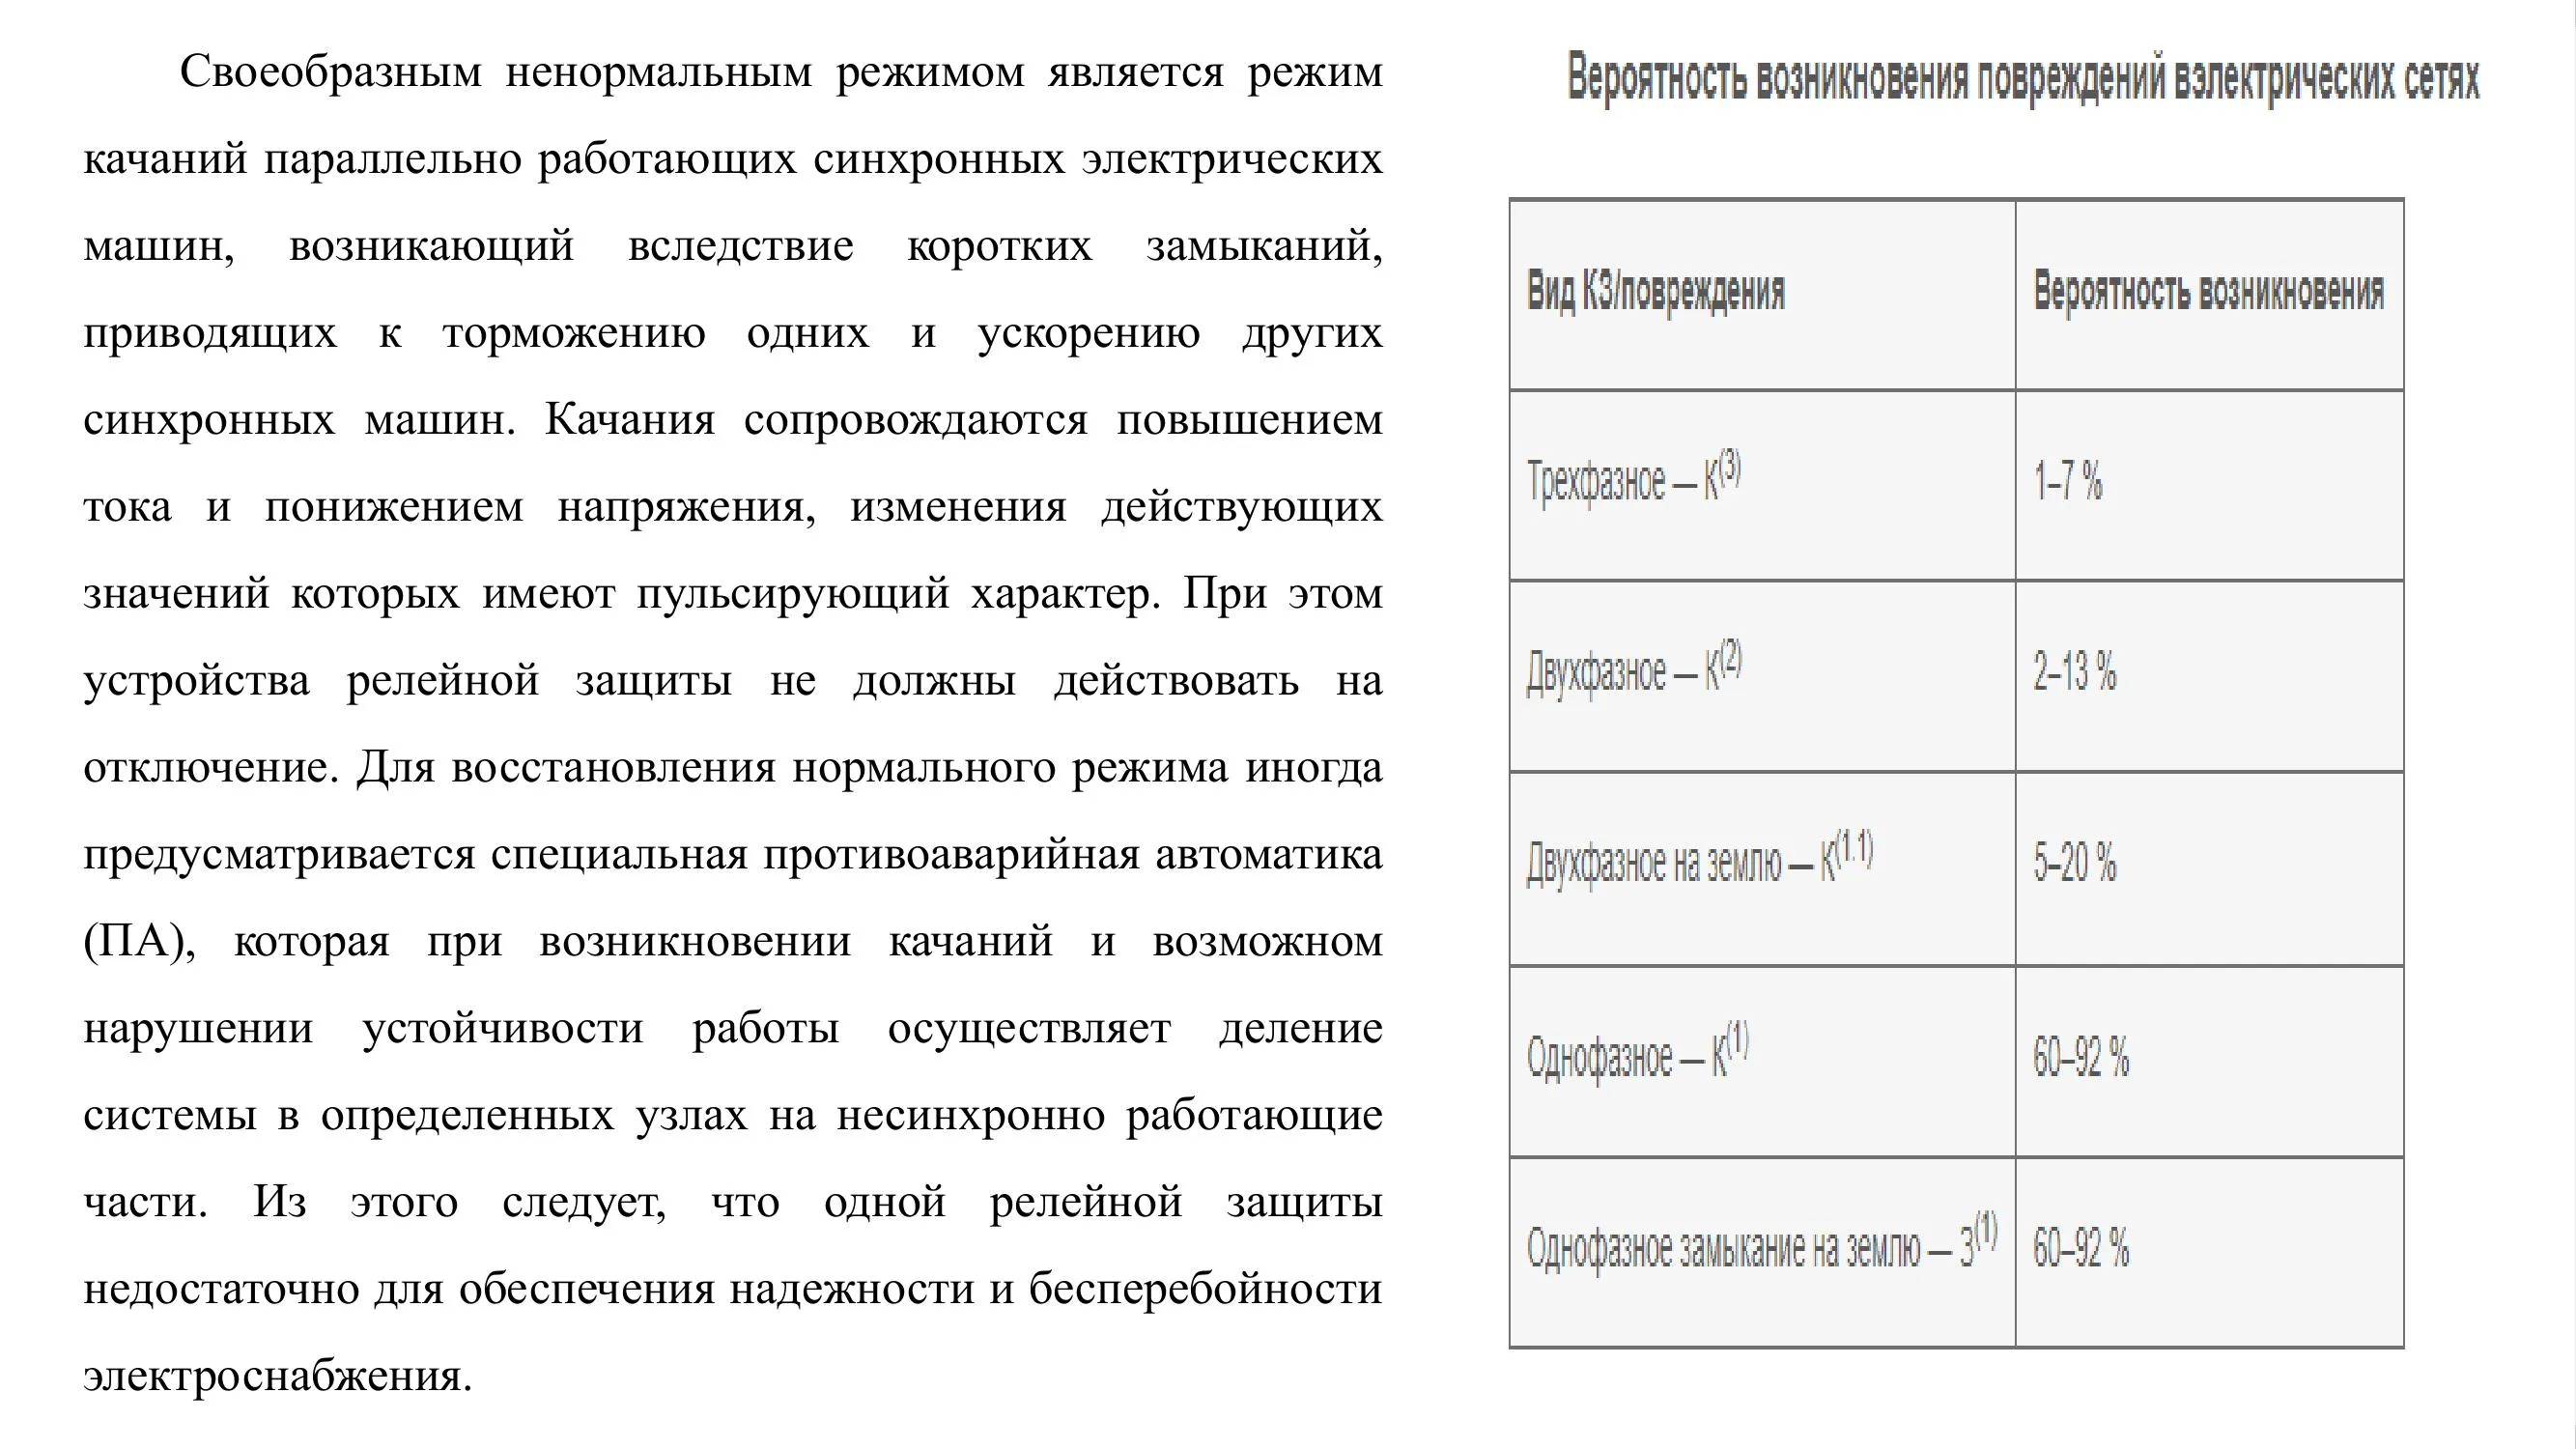 Своеобразным ненормальным режимом является режим
качаний параллельно работающих синхронных электрических
машин, возникающий вследствие коротких замыканий,
приводящих к торможению одних и ускорению других
синхронных машин. Качания сопровождаются повышением
тока и понижением напряжения, изменения действующих
значений которых имеют пульсирующий характер. При этом
устройства релейной защиты не должны действовать на
отключение. Для восстановления нормального режима иногда
предусматривается специальная противоаварийная автоматика
(ПА), которая при возникновении качаний и возможном
нарушении устойчивости работы осуществляет деление
системы в определенных узлах на несинхронно работающие
части. Из этого следует, что одной релейной защиты
недостаточно для обеспечения надежности и бесперебойности
электроснабжения.
Вероятность возникновения повреждений вэлектрических сетях
Вид КЗ/повреждения Вероятность возникновения
Трехфазное — К(3) 1–7 %
Двухфазное — К(2) 2–13 %
Двухфазное на землю — К(1.1) 5–20 %
Однофазное — К(1) 60–92 %
Однофазное замыкание на землю — З(1) 60–92 %